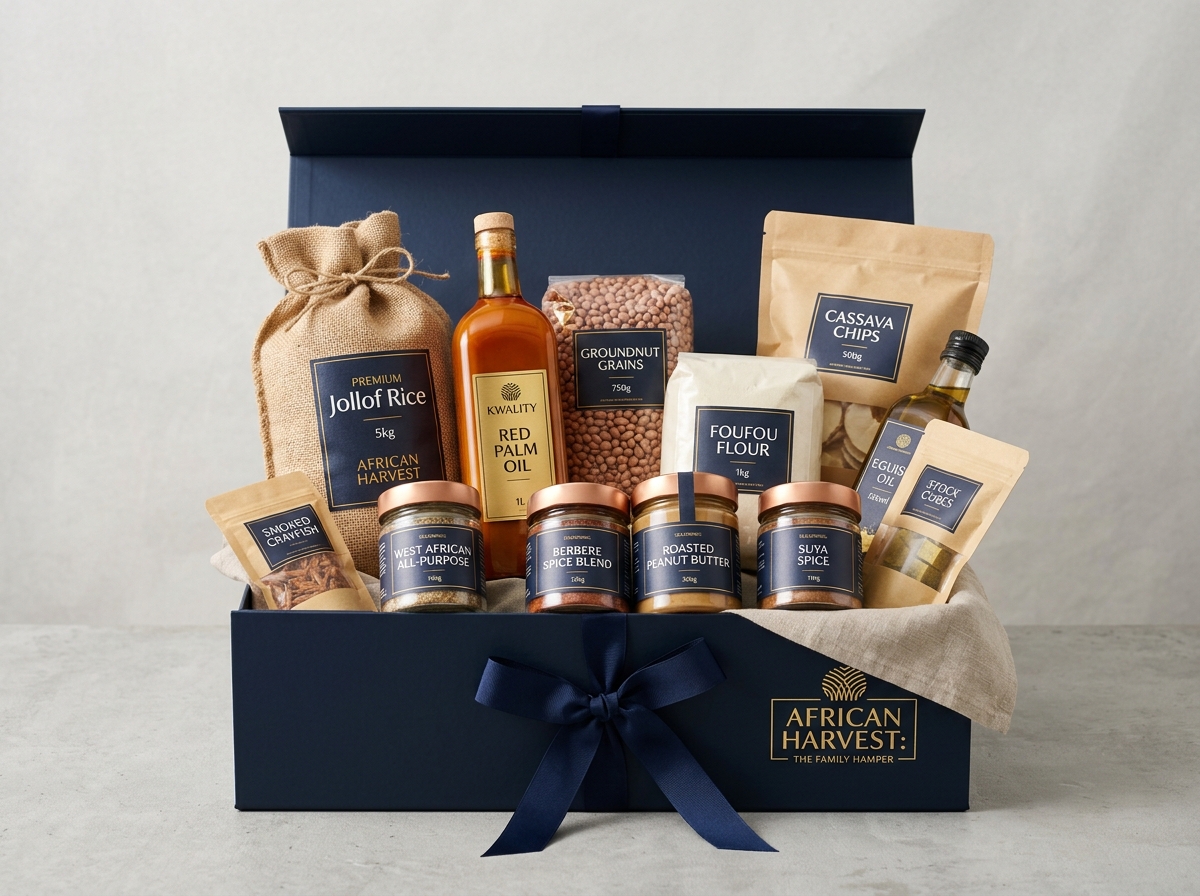 PREMIUM
Jollof Rice
5kg
AFRICAN
HARVEST
KWALITY
RED
PALM
OIL
1L
GROUNDNUT
GRAINS
750g
FOUFOU
FLOUR
1kg
CASSAVA
CHIPS
EGUSI
OIL
STOCK
CUBES
SMOKED
CRAYFISH
WEST AFRICAN
ALL-PURPOSE
BERBERE
SPICE BLEND
ROASTED
PEANUT BUTTER
SUYA
SPICE
AFRICAN
HARVEST:
THE FAMILY HAMPER